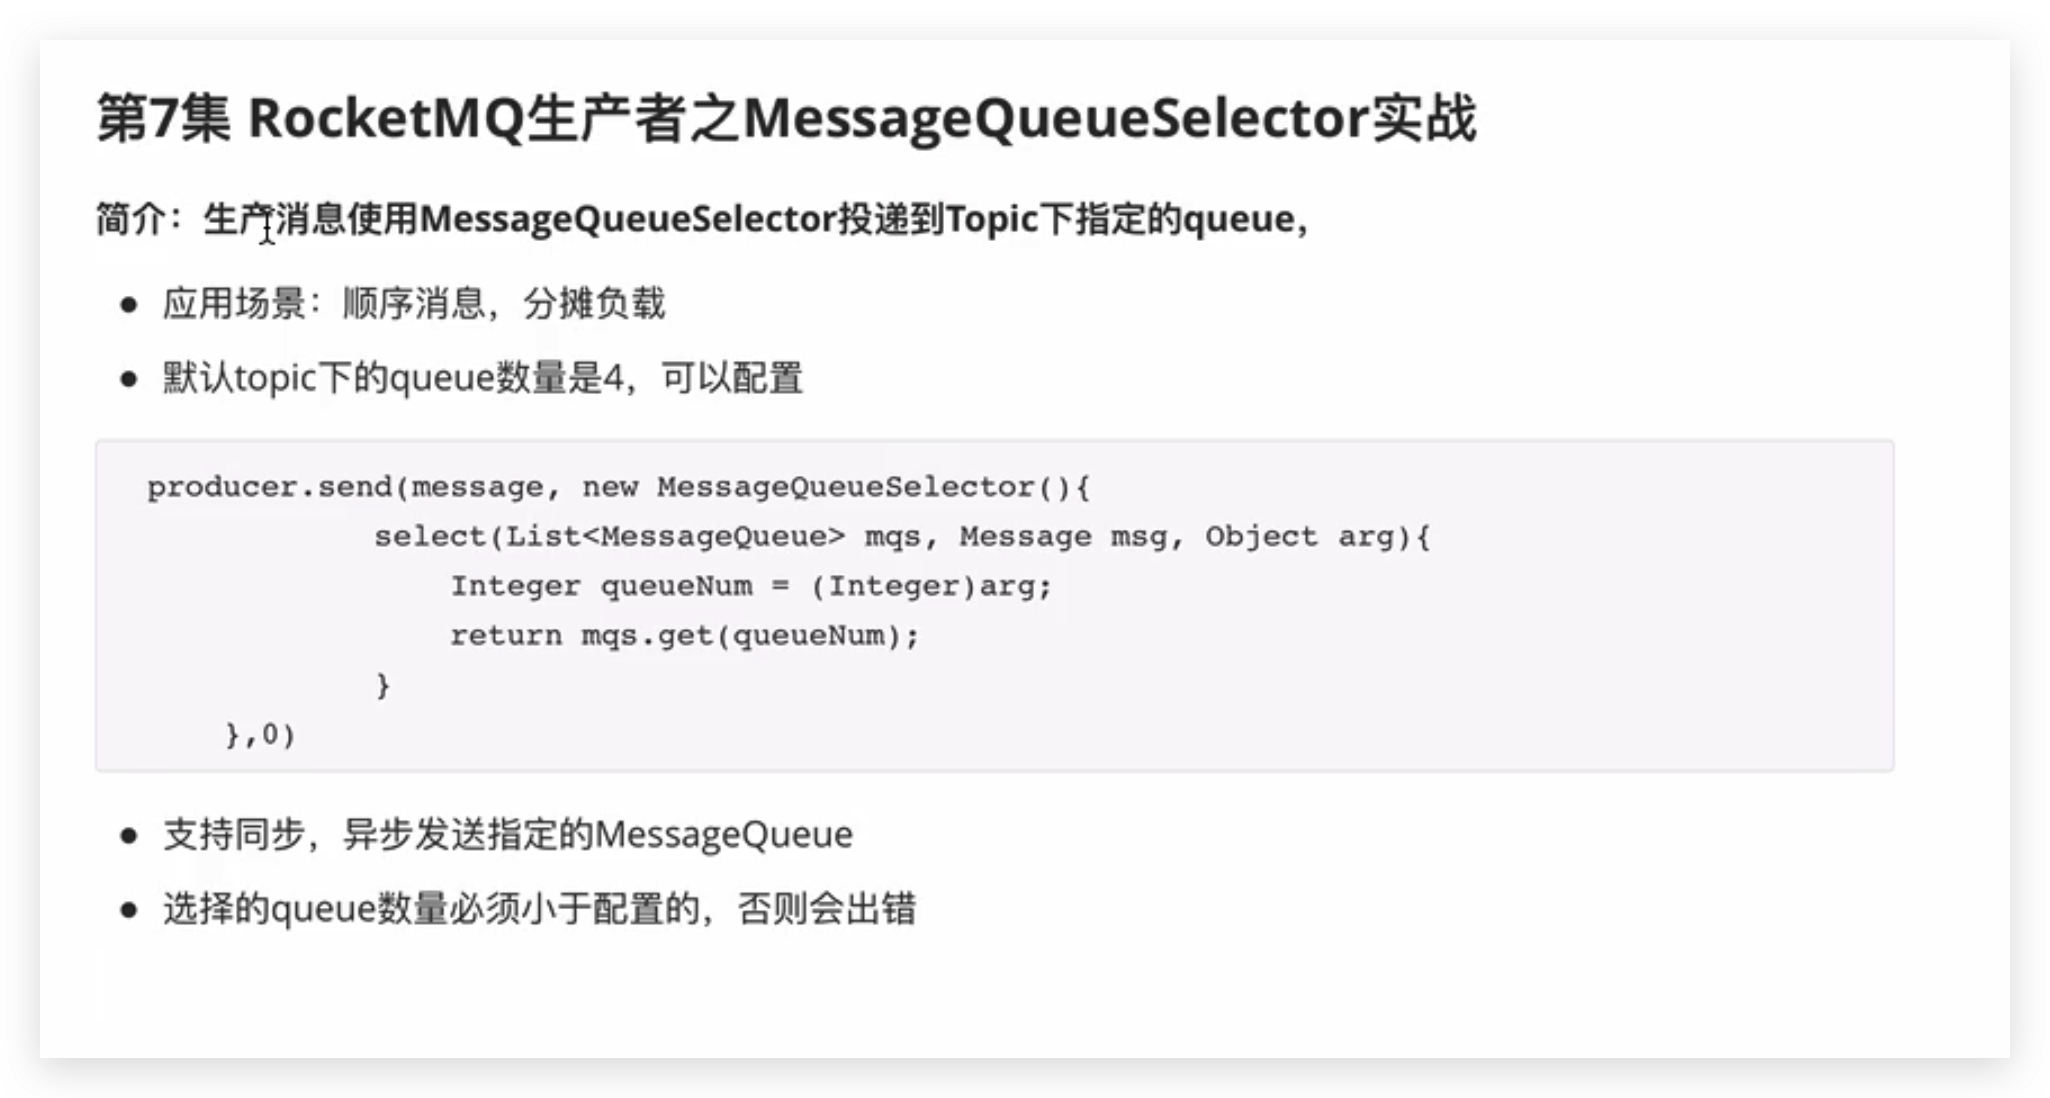 第7集 RocketMQ生产者之MessageQueueSelector实战
简介：生产消息使用MessageQueueSelector投递到Topic下指定的queue，
● 应用场景：顺序消息，分摊负载
● 默认topic下的queue数量是4，可以配置
producer.send(message, new MessageQueueSelector(){
select(List<MessageQueue> mqs, Message msg, Object arg){
Integer queueNum = (Integer)arg;
return mqs.get(queueNum);
}
},0)
● 支持同步，异步发送指定的MessageQueue
● 选择的queue数量必须小于配置的，否则会出错